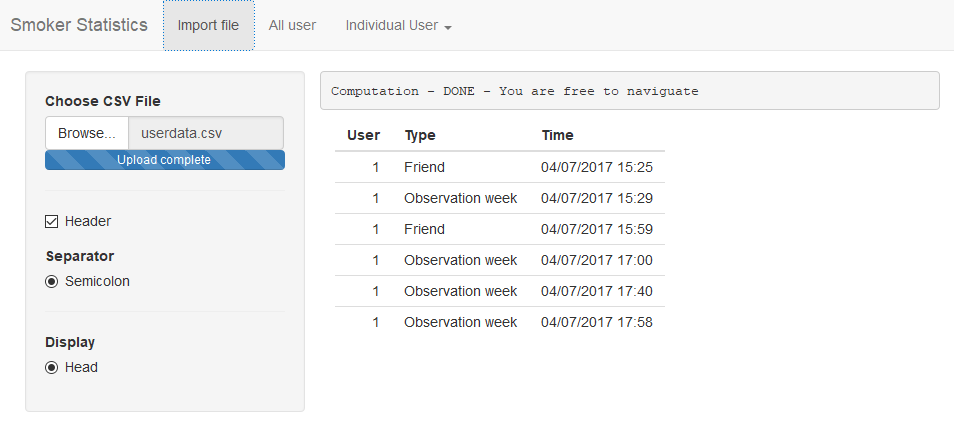 Smoker Statistics Import file All user Individual User
Choose CSV File
Browse... userdata.csv
Upload complete
Header
Separator
Semicolon
Display
Head
Computation - DONE - You are free to naviguate
User Type Time
1 Friend 04/07/2017 15:25
1 Observation week 04/07/2017 15:29
1 Friend 04/07/2017 15:59
1 Observation week 04/07/2017 17:00
1 Observation week 04/07/2017 17:40
1 Observation week 04/07/2017 17:58